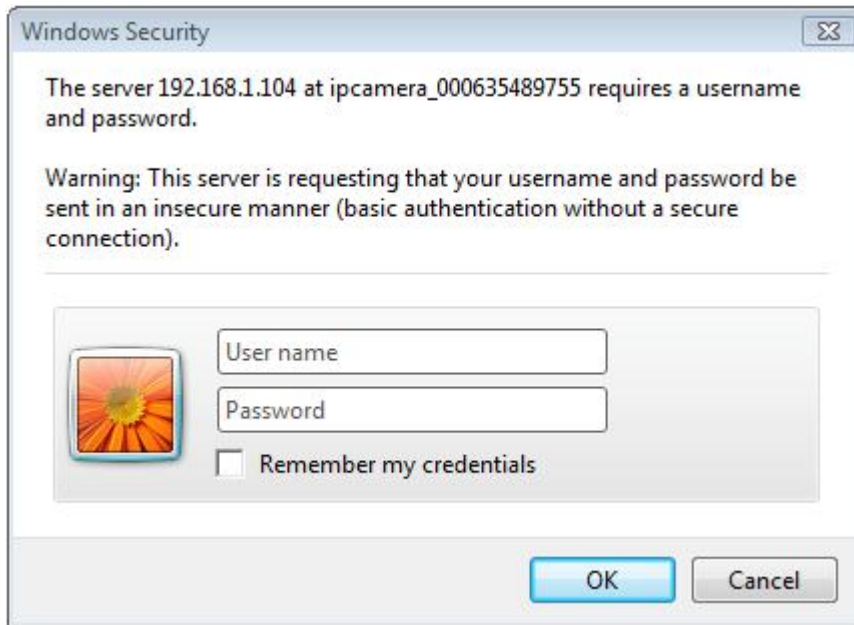 Windows Security
The server 192.168.1.104 at ipcamera_000635489755 requires a username
and password.
Warning: This server is requesting that your username and password be
sent in an insecure manner (basic authentication without a secure
connection).
User name
Password
Remember my credentials
OK
Cancel